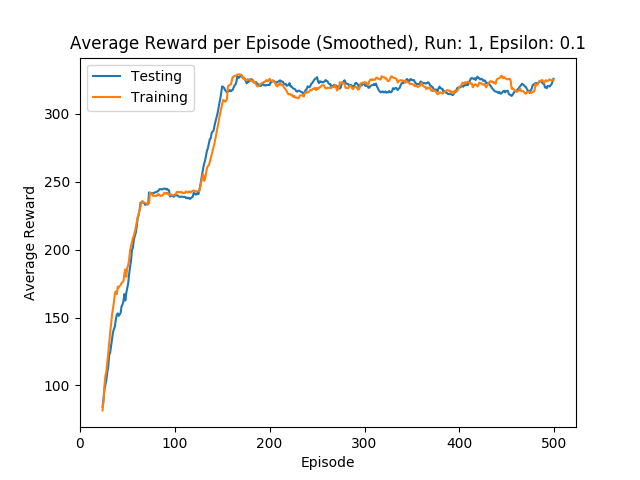 Average Reward per Episode (Smoothed), Run: 1, Epsilon: 0.1
Testing
Training
Average Reward
300
250
200
150
100
0 100 200 300 400 500
Episode